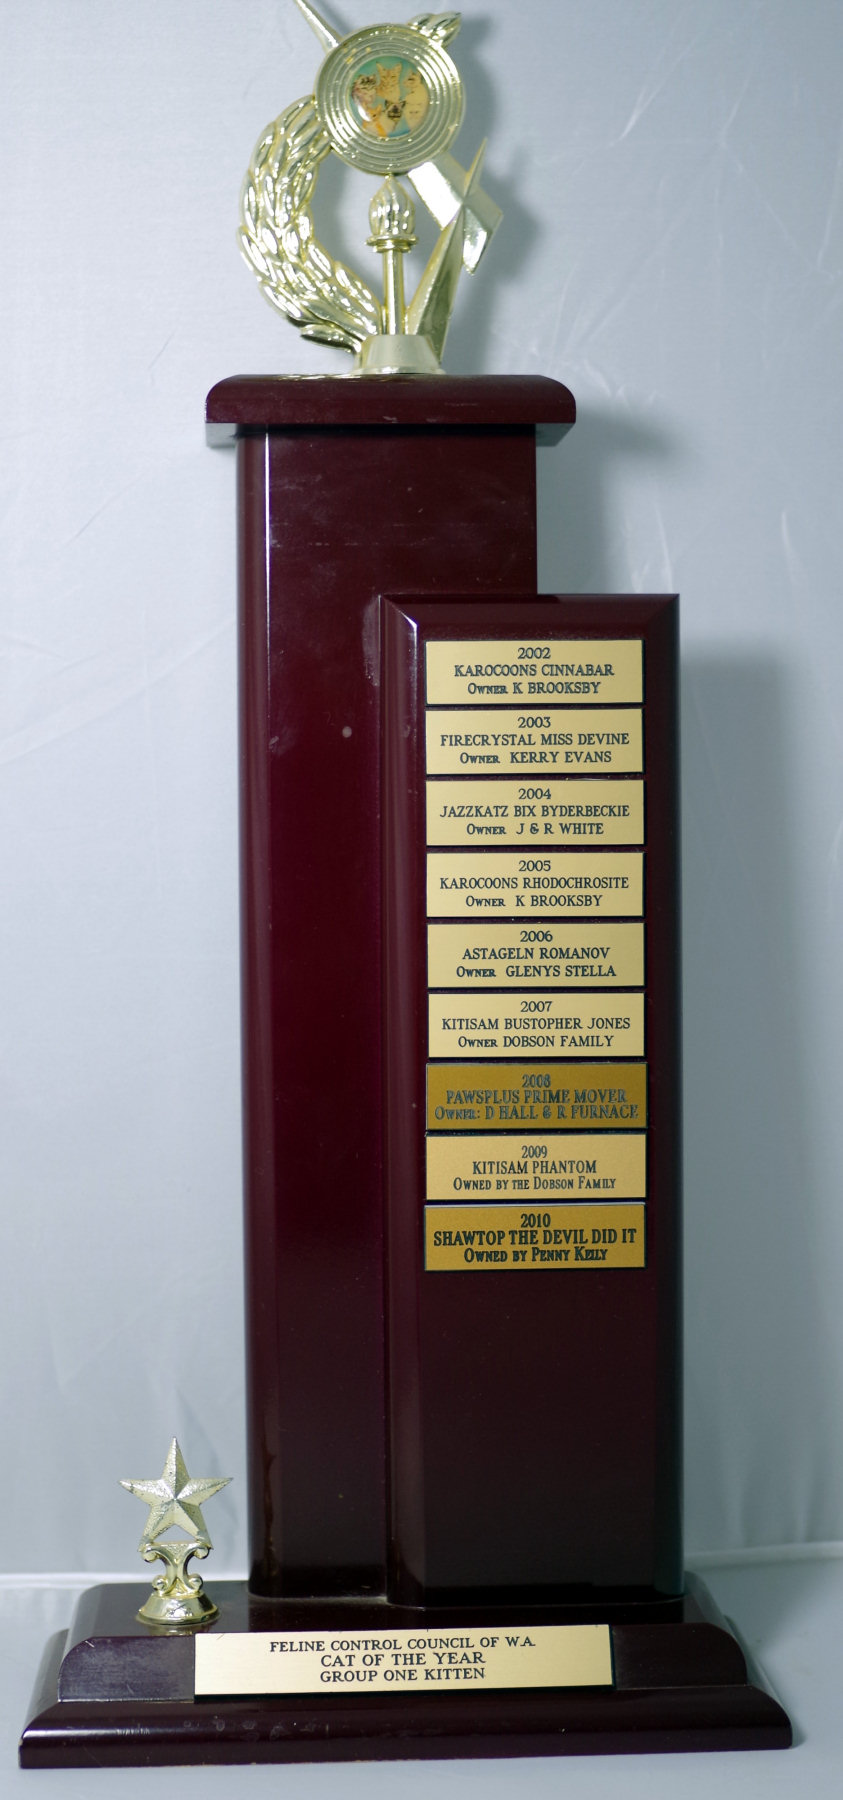 2002
KAROCOONS CINNABAR
OWNER K BROOKSBY
2003
FIRECRYSTAL MISS DEVINE
OWNER KERRY EVANS
2004
JAZZKATZ BIX BYDERBECKIE
OWNER J & R WHITE
2005
KAROCOONS RHODOCHROSITE
OWNER K BROOKSBY
2006
ASTAGELN ROMANOV
OWNER GLENYS STELLA
2007
KITISAM BUSTOPHER JONES
OWNER DOBSON FAMILY
2008
PAWSPLUS PRIME MOVER
OWNER: D HALL & R FURNACE
2009
KITISAM PHANTOM
OWNED BY THE DOBSON FAMILY
2010
SHAWTOP THE DEVIL DID IT
OWNED BY PENNY KEILY
FELINE CONTROL COUNCIL OF W.A.
CAT OF THE YEAR
GROUP ONE KITTEN